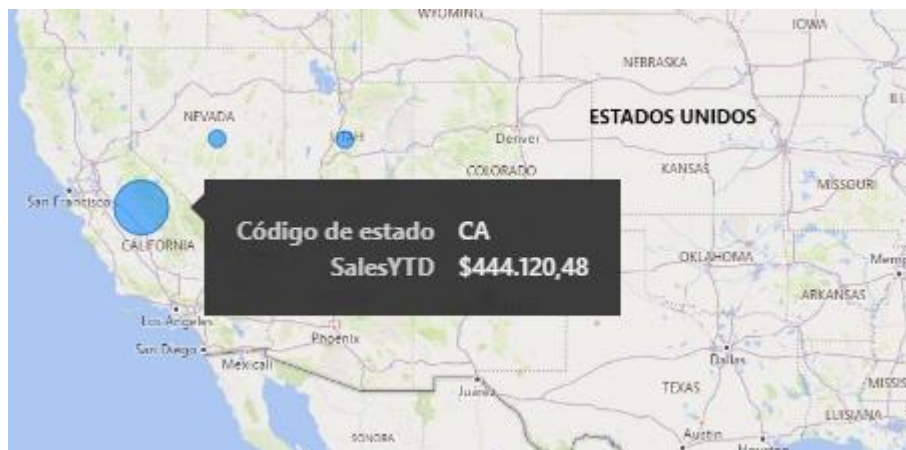 WYOMING
IOWA
NEBRASKA
NEVADA
ESTADOS UNIDOS
UTAH
Denver
COLORADO
KANSAS
MISSOURI
San Francisco
Código de estado CA
CALIFORNIA
SalesYTD $444.120,48
OKLAHOMA
ARKANSAS
Los Angeles
Phoenix
San Diego
Mexicali
Dallas
Juárez
TEXAS
LUISIANA
SONORA
Austin